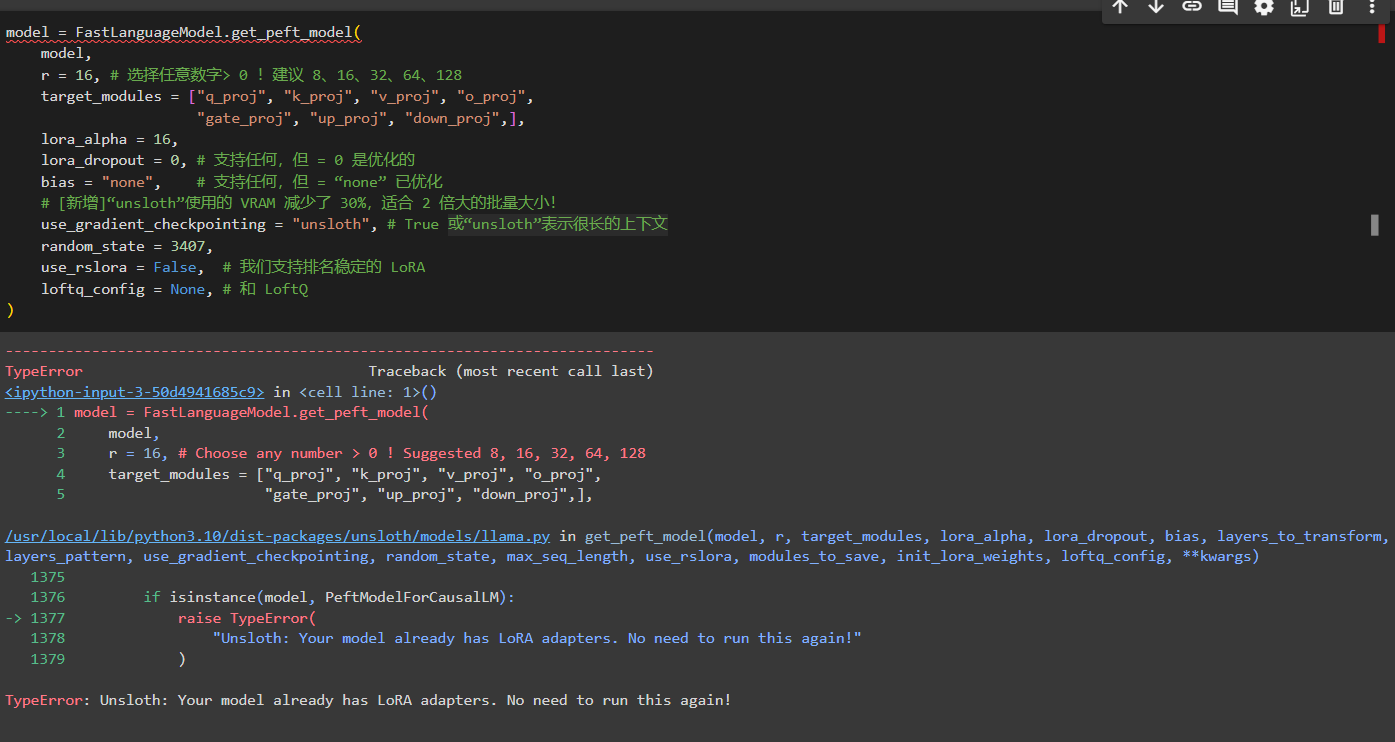 model = FastLanguageModel.get_peft_model(
    model,
    r = 16, # 选择任意数字> 0 ! 建议 8、16、32、64、128
    target_modules = ["q_proj", "k_proj", "v_proj", "o_proj",
                      "gate_proj", "up_proj", "down_proj",],
    lora_alpha = 16,
    lora_dropout = 0, # 支持任何，但 = 0 是优化的
    bias = "none",    # 支持任何，但 = “none” 已优化
    # [新增]“unsloth”使用的 VRAM 减少了 30%，适合 2 倍大的批量大小！
    use_gradient_checkpointing = "unsloth", # True 或“unsloth”表示很长的上下文
    random_state = 3407,
    use_rslora = False,  # 我们支持排名稳定的 LoRA
    loftq_config = None, # 和 LoftQ
)
---------------------------------------------------------------------------
TypeError                                 Traceback (most recent call last)
<ipython-input-3-50d4941685c9> in <cell line: 1>()
----> 1 model = FastLanguageModel.get_peft_model(
      2     model,
      3     r = 16, # Choose any number > 0 ! Suggested 8, 16, 32, 64, 128
      4     target_modules = ["q_proj", "k_proj", "v_proj", "o_proj",
      5                       "gate_proj", "up_proj", "down_proj",],
/usr/local/lib/python3.10/dist-packages/unsloth/models/llama.py in get_peft_model(model, r, target_modules, lora_alpha, lora_dropout, bias, layers_to_transform,
layers_pattern, use_gradient_checkpointing, random_state, max_seq_length, use_rslora, modules_to_save, init_lora_weights, loftq_config, **kwargs)
   1375
   1376         if isinstance(model, PeftModelForCausalLM):
-> 1377             raise TypeError(
   1378                 "Unsloth: Your model already has LoRA adapters. No need to run this again!"
   1379             )
TypeError: Unsloth: Your model already has LoRA adapters. No need to run this again!